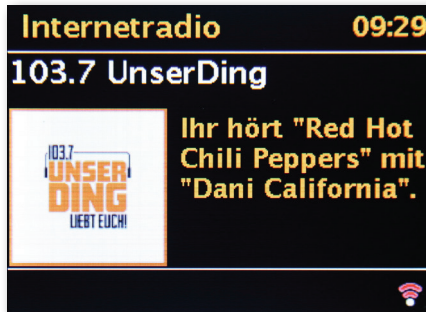 Internetradio 09:29
103.7 UnserDing
103.7
UNSER
DING
LIEBT EUCH!
Ihr hört "Red Hot
Chili Peppers" mit
"Dani California".